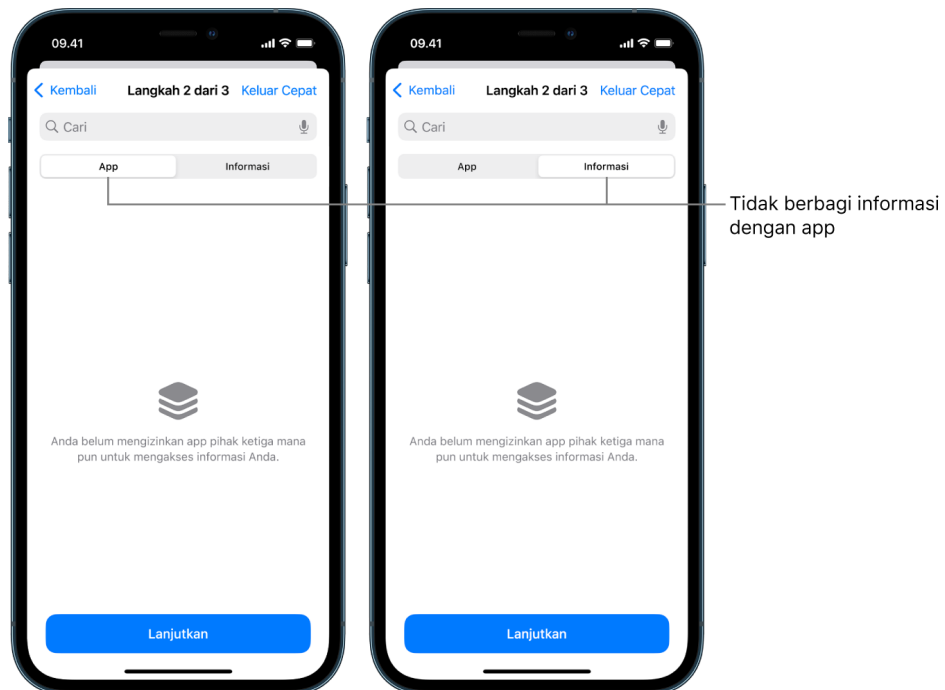 09.41
Kembali Langkah 2 dari 3 Keluar Cepat
Cari
App Informasi
Anda belum mengizinkan app pihak ketiga mana
pun untuk mengakses informasi Anda.
Lanjutkan
09.41
Kembali Langkah 2 dari 3 Keluar Cepat
Cari
App Informasi
Anda belum mengizinkan app pihak ketiga mana
pun untuk mengakses informasi Anda.
Lanjutkan
Tidak berbagi informasi
dengan app